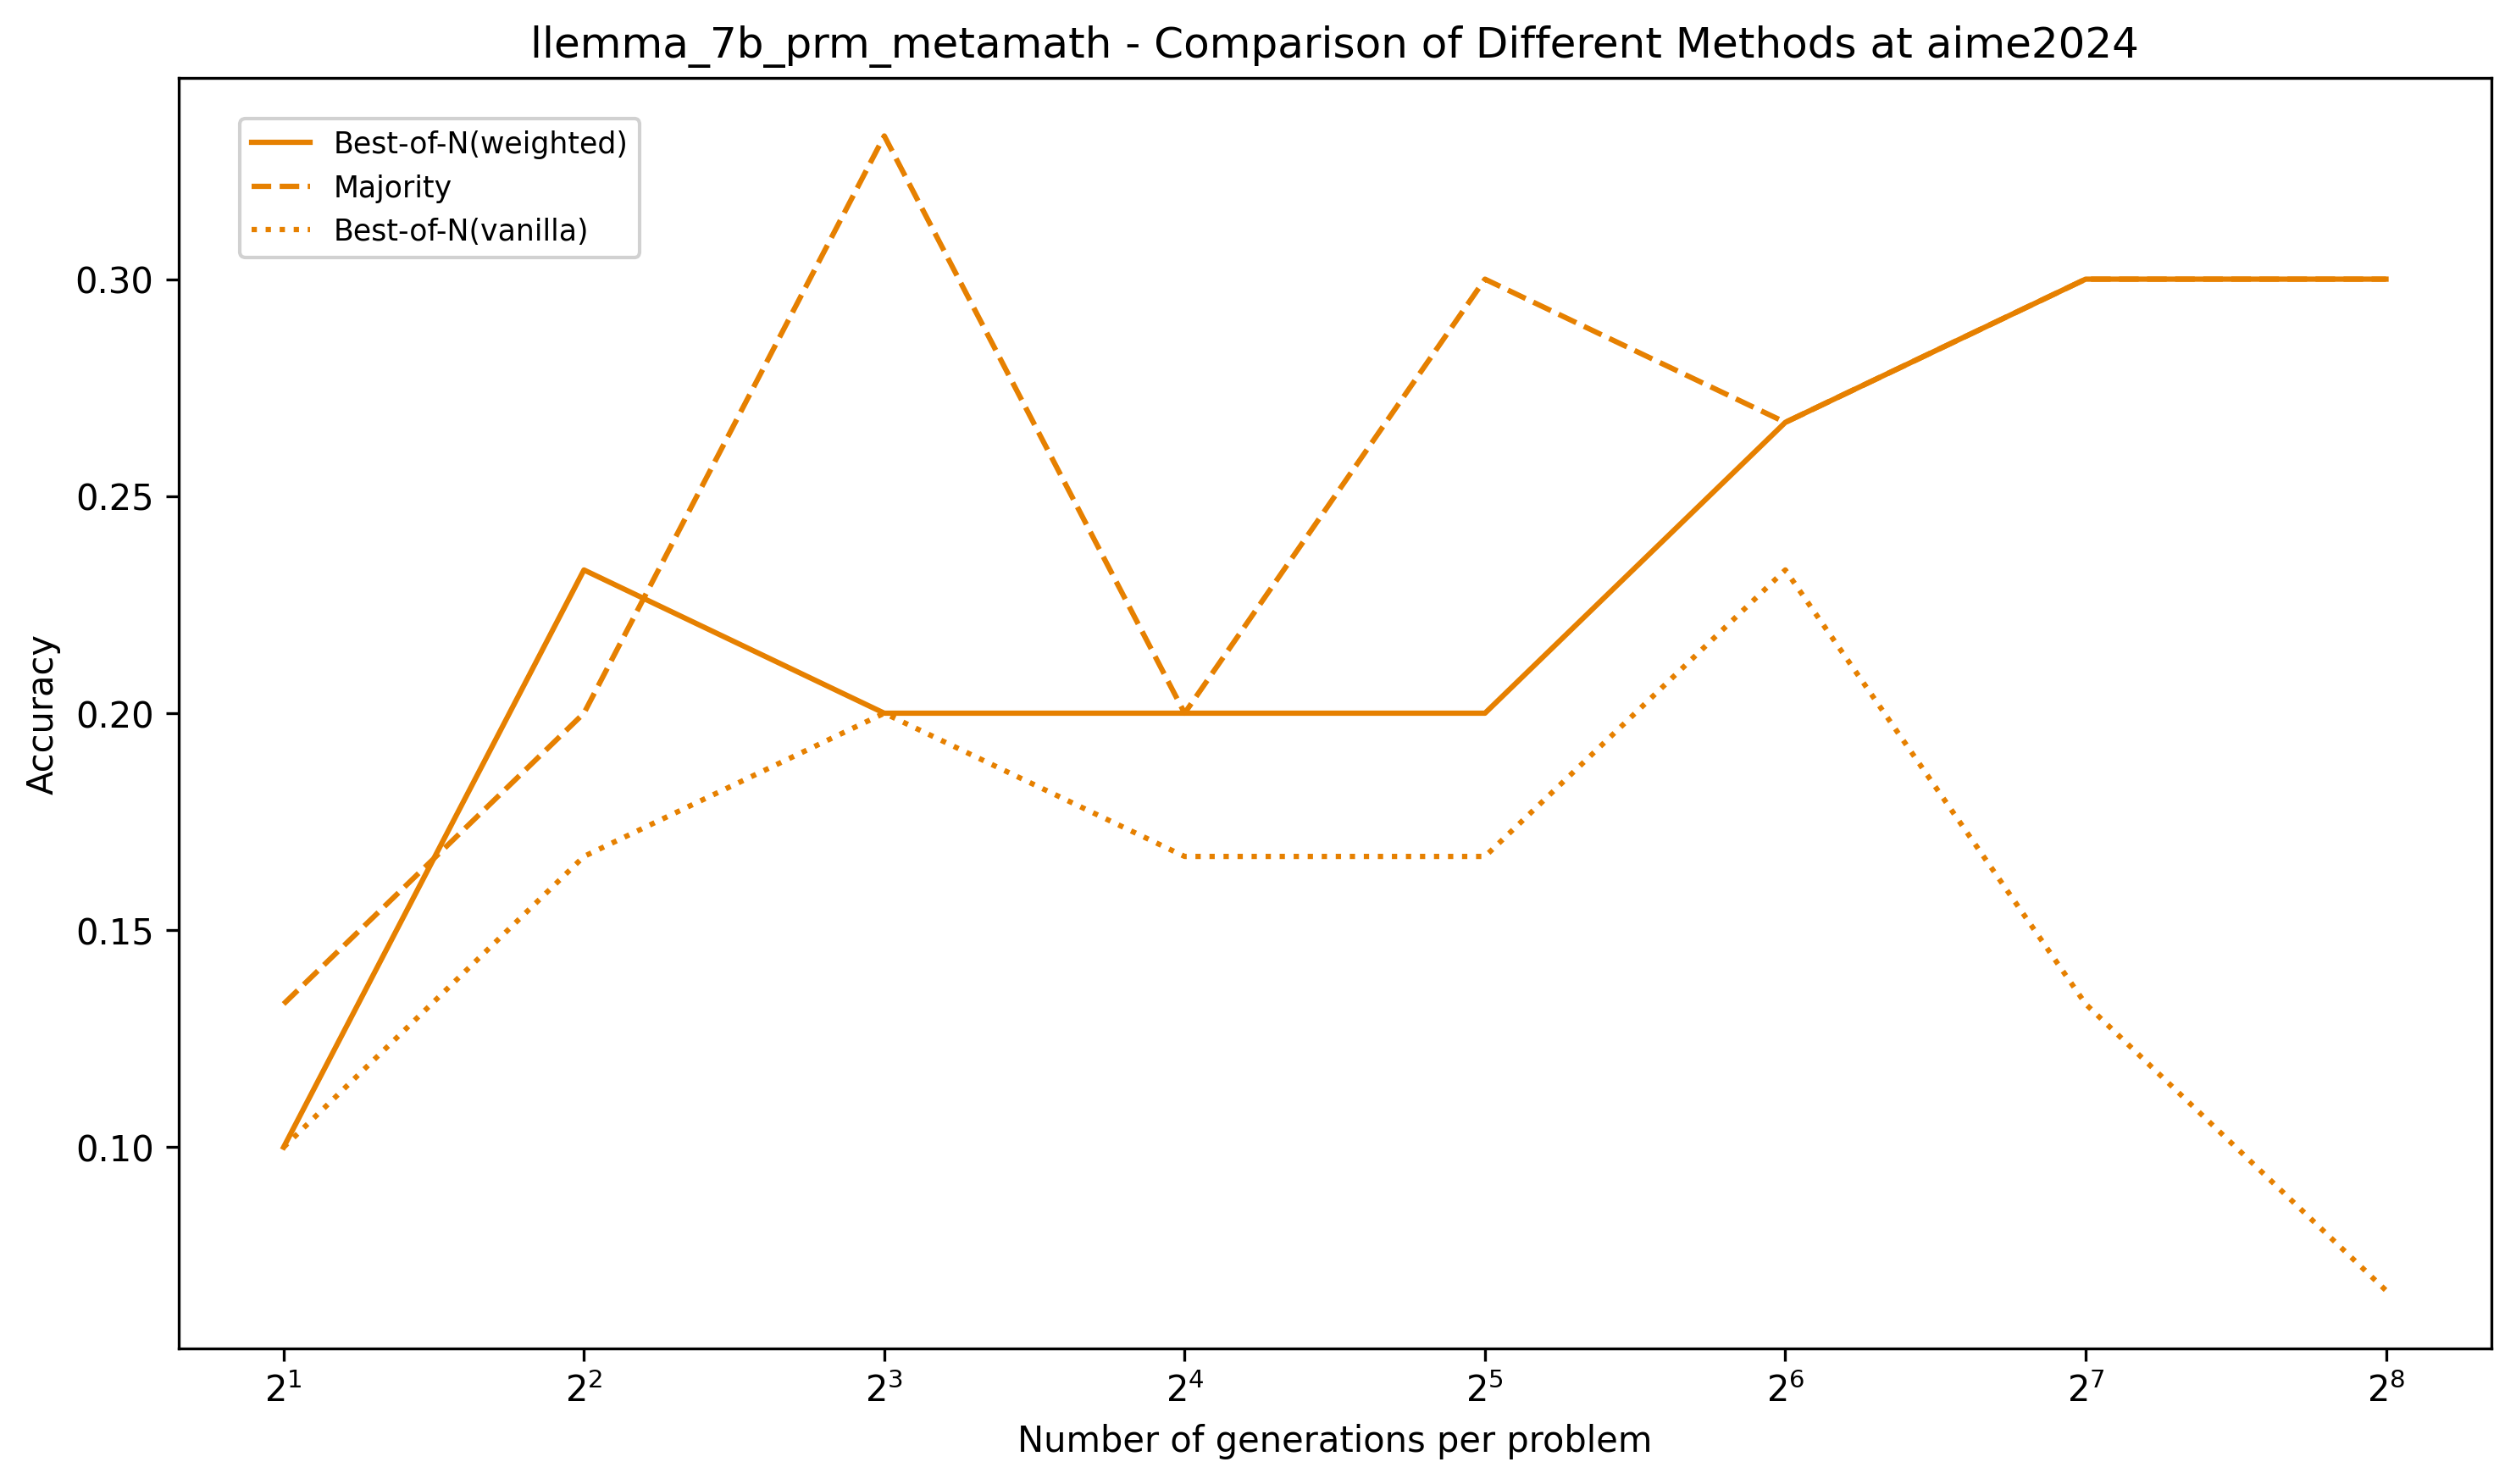 llemma_7b_prm_metamath - Comparison of Different Methods at aime2024
Best-of-N(weighted)
Majority
Best-of-N(vanilla)
Accuracy
0.30
0.25
0.20
0.15
0.10
2¹ 2² 2³ 2⁴ 2⁵ 2⁶ 2⁷ 2⁸
Number of generations per problem